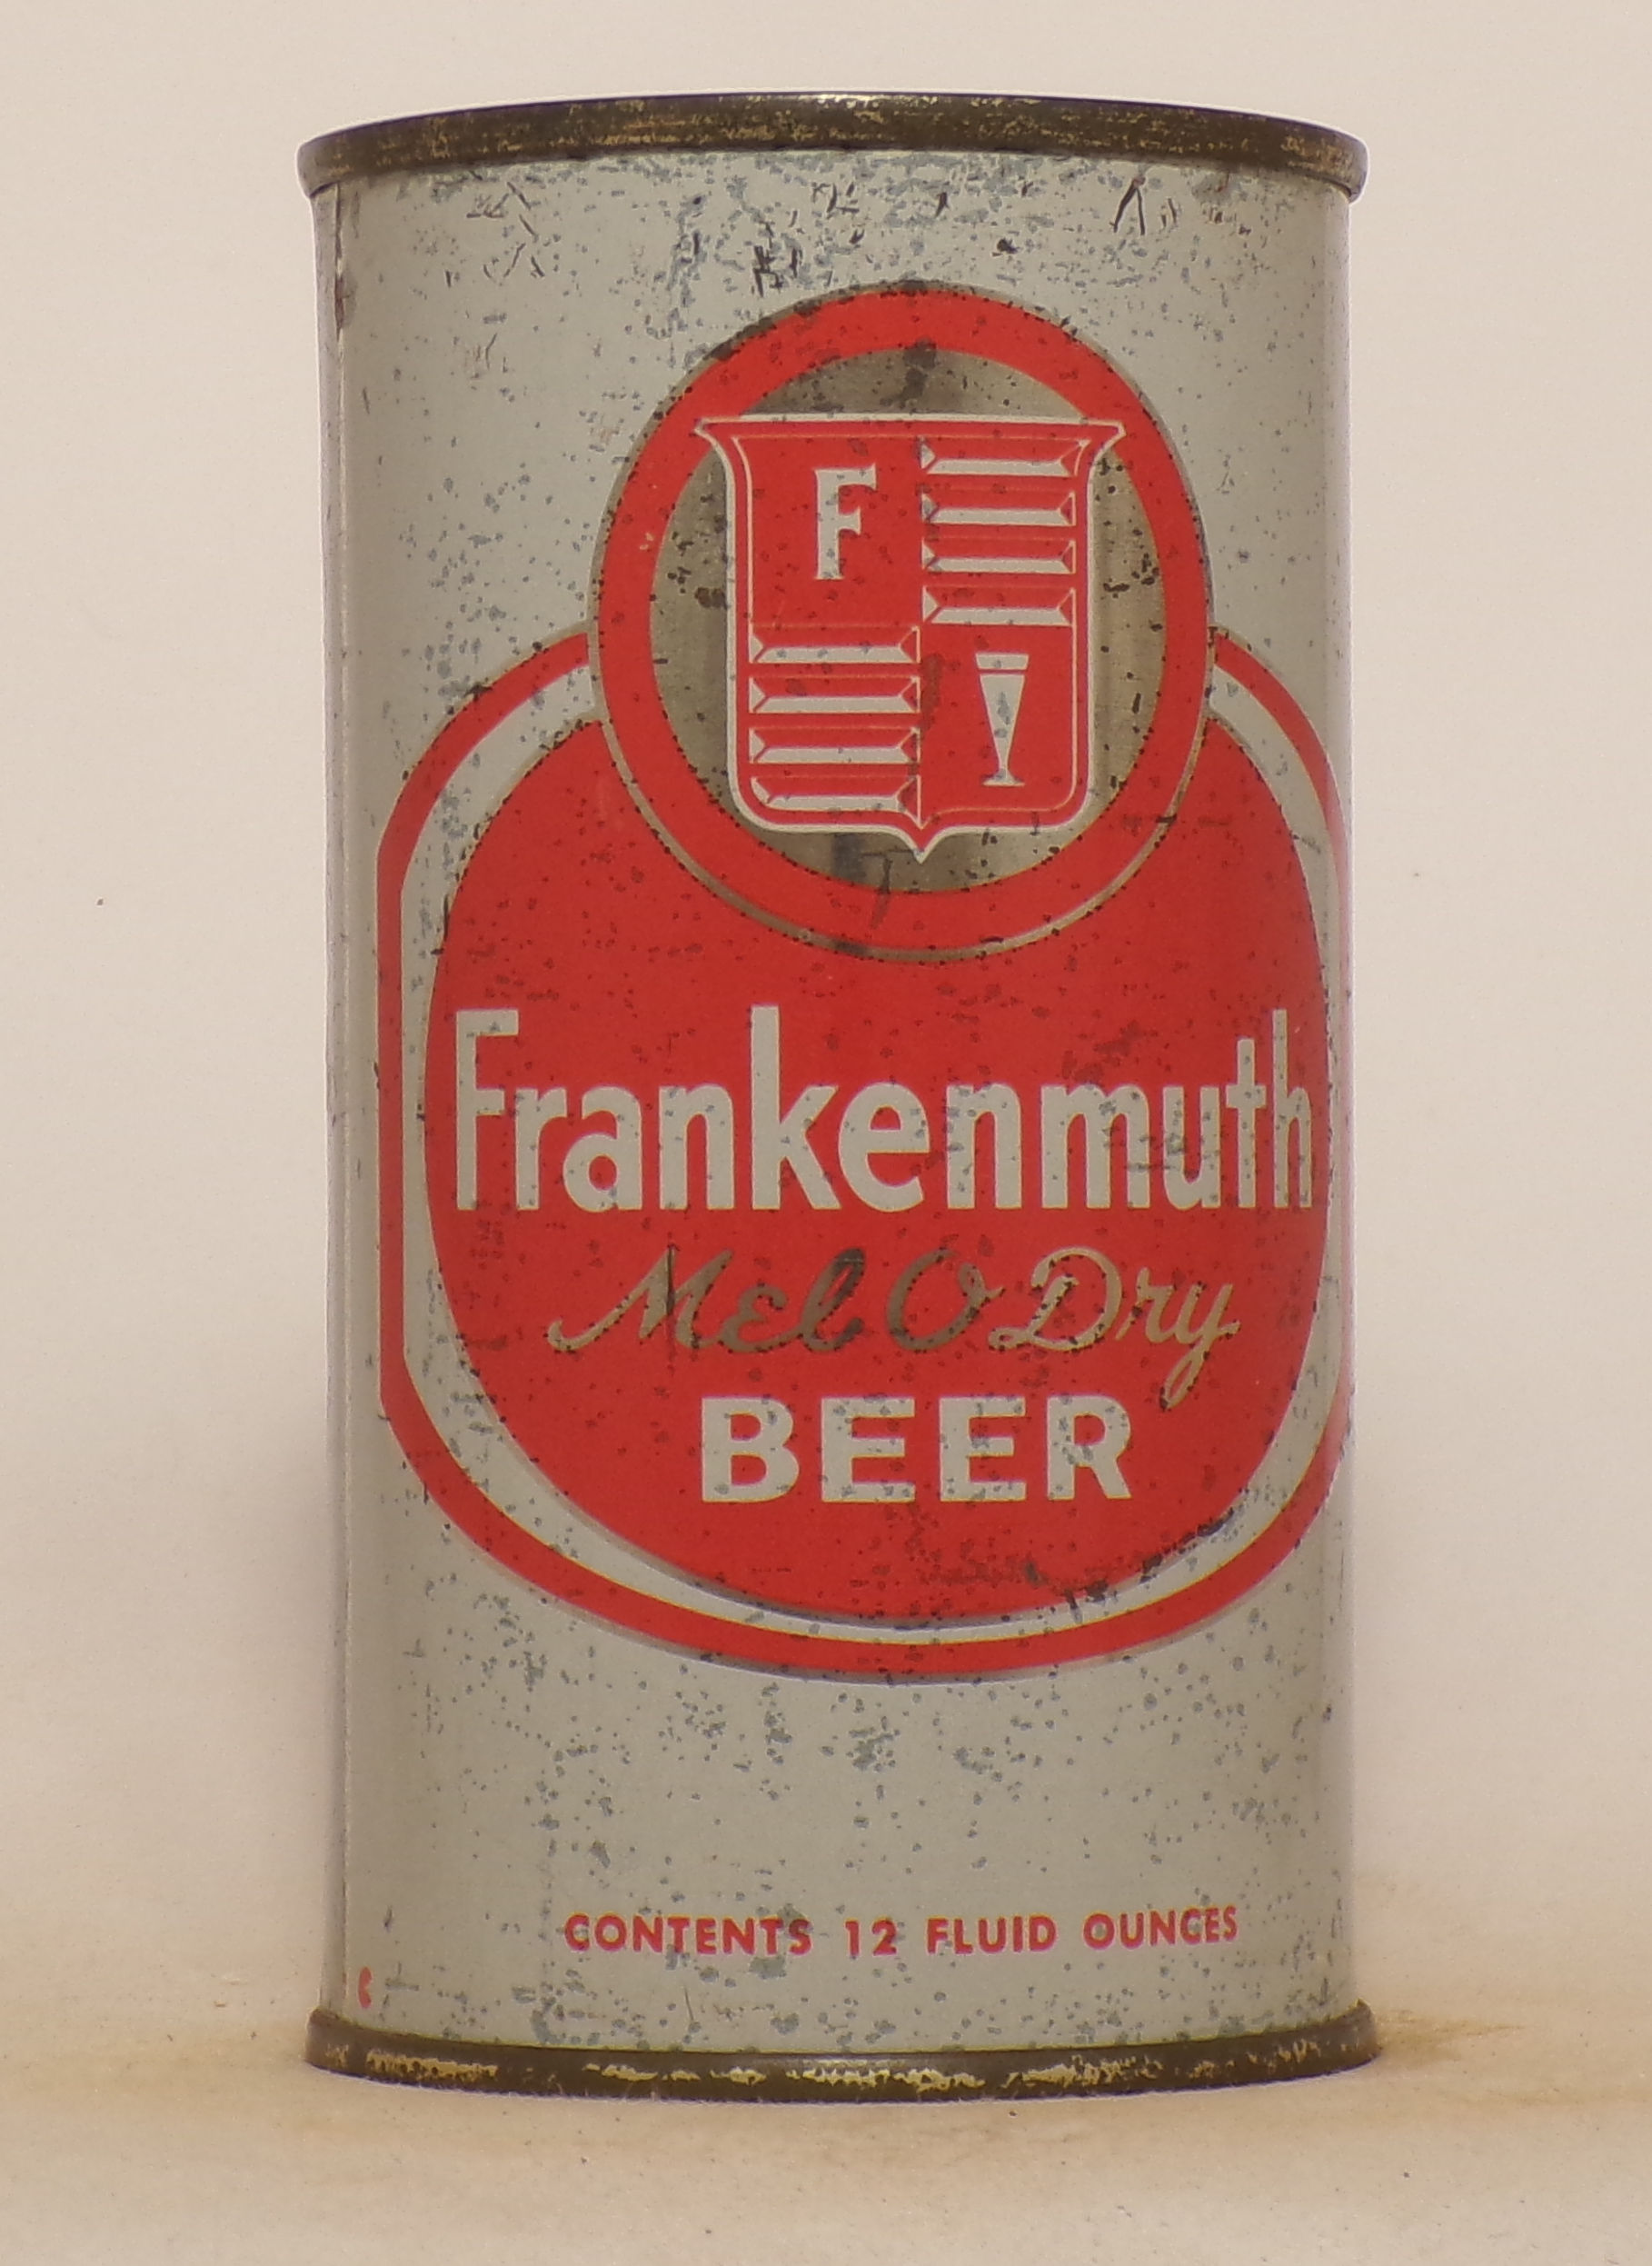 F
Frankenmuth
Mel O Dry
BEER
CONTENTS 12 FLUID OUNCES
C